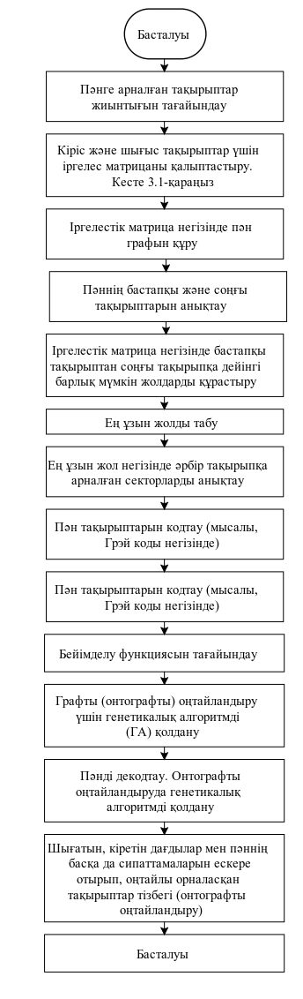 Басталуы
Пәнге арналған тақырыптар
жиынтығын тағайындау
Кіріс және шығыс тақырыптар үшін
іргелес матрицаны қалыптастыру.
Кесте 3.1-қараңыз
Іргелестік матрица негізінде пән
графын құру
Пәннің бастапқы және соңғы
тақырыптарын анықтау
Іргелестік матрица негізінде бастапқы
тақырыптан соңғы тақырыпқа дейінгі
барлық мүмкін жолдарды құрастыру
Ең ұзын жолды табу
Ең ұзын жол негізінде әрбір тақырыпқа
арналған секторларды анықтау
Пән тақырыптарын кодтау (мысалы,
Грэй коды негізінде)
Пән тақырыптарын кодтау (мысалы,
Грэй коды негізінде)
Бейімделу функциясын тағайындау
Графты (онтографты) оңтайландыру
үшін генетикалық алгоритмді
(ГА) қолдану
Пәнді декодтау. Онтографты
оңтайландыруда генетикалық
алгоритмді қолдану
Шығатын, кіретін дағдылар мен пәннің
басқа да сипаттамаларын ескере
отырып, оңтайлы орналасқан
тақырыптар тізбегі (онтографты
оңтайландыру)
Басталуы